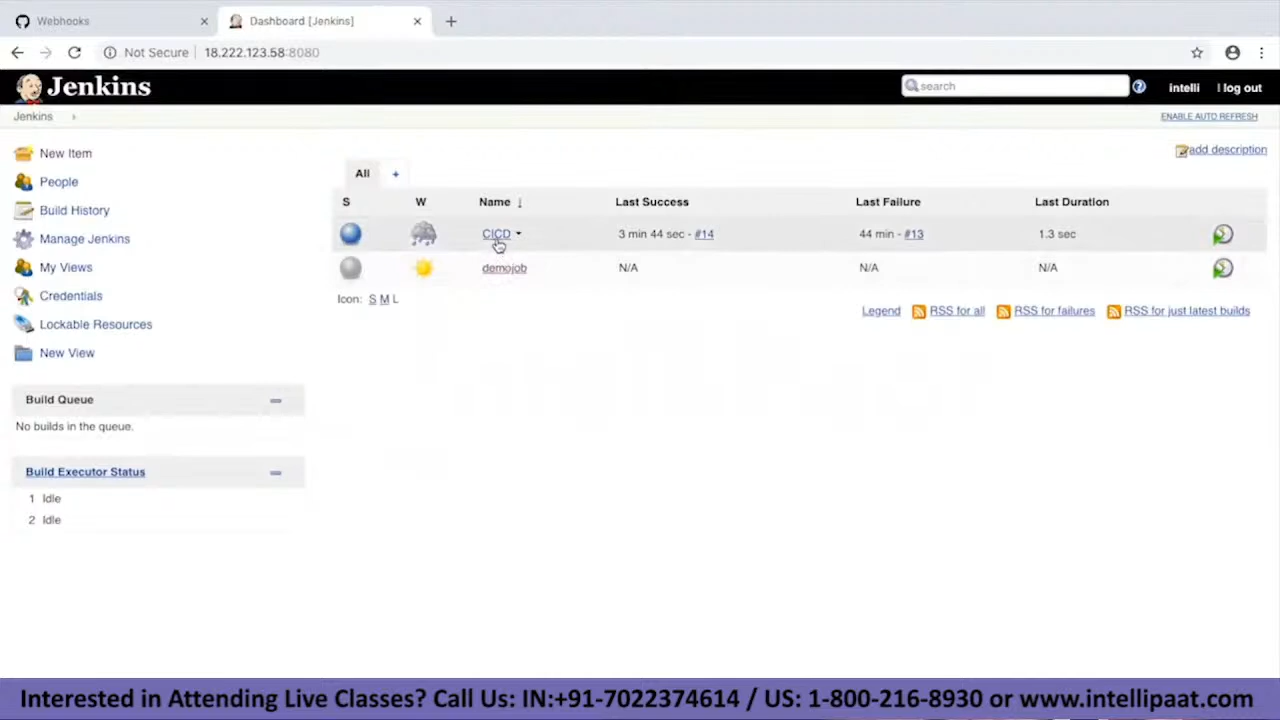 Webhooks
Dashboard [Jenkins]
Not Secure 18.222.123.58:8080
Jenkins
search
intelli
log out
Jenkins
ENABLE AUTO REFRESH
New Item
People
Build History
Manage Jenkins
My Views
Credentials
Lockable Resources
New View
add description
All +
S W Name ↓ Last Success Last Failure Last Duration
CICD 3 min 44 sec - #14 44 min - #13 1.3 sec
demojob N/A N/A N/A
Icon: S M L
Legend RSS for all RSS for failures RSS for just latest builds
Build Queue
No builds in the queue.
Build Executor Status
1 Idle
2 Idle
Interested in Attending Live Classes? Call Us: IN:+91-7022374614 / US: 1-800-216-8930 or www.intellipaat.com